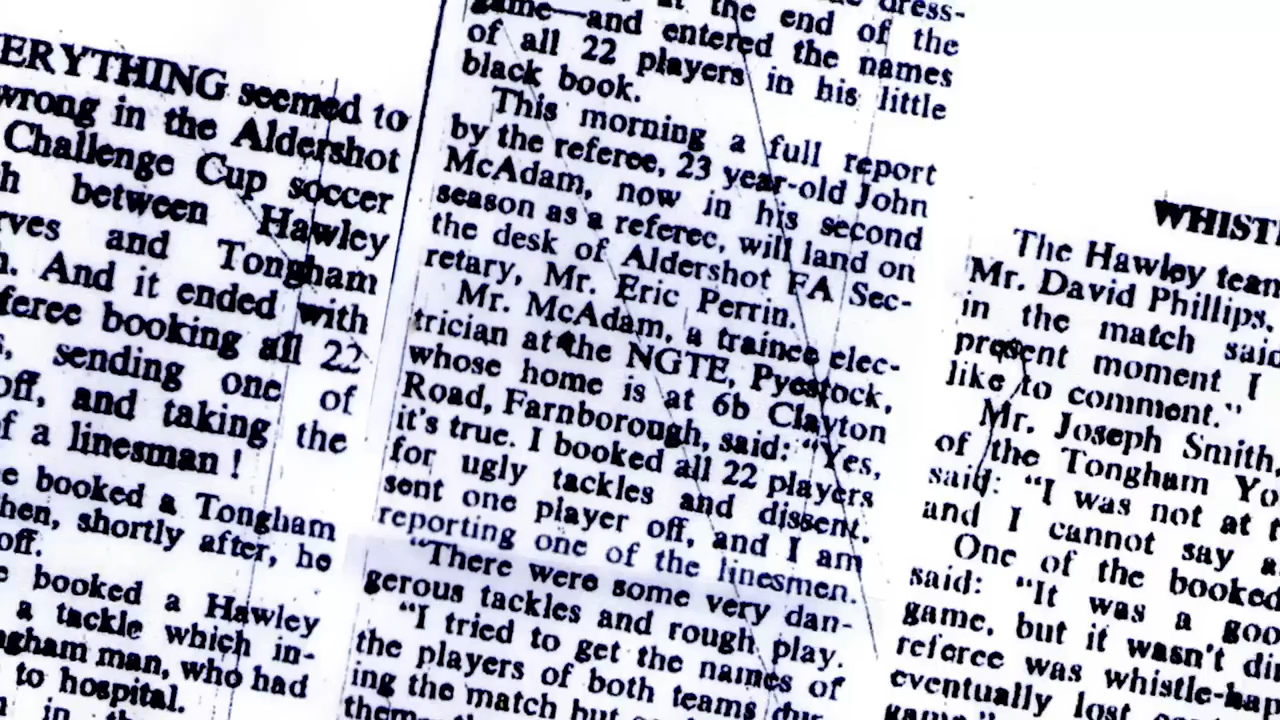 ERYTHING seemed to
wrong in the Aldershot
Challenge Cup soccer
h between Hawley
rves and Tongham
n. And it ended with
feree booking all 22
s, sending one of
off, and taking the
f a linesman !
e booked a Tongham
hen, shortly after, he
off.
e booked a Hawley
a tackle which in-
ngham man, who had
to hospital.
in
dress-
at the end of the
game—and entered the names
of all 22 players in his little
black book.
This morning a full report
by the referee, 23 year-old John
McAdam, now in his second
season as a referee, will land on
the desk of Aldershot FA Sec-
retary, Mr. Eric Perrin.
Mr. McAdam, a trainee elec-
trician at the NGTE, Pyestock,
whose home is at 6b Clayton
Road, Farnborough, said: "Yes,
it's true. I booked all 22 players
for ugly tackles and dissent,
sent one player off, and I am
reporting one of the linesmen.
"There were some very dan-
gerous tackles and rough play.
"I tried to get the names of
the players of both teams dur-
ing the match but
WHISTL
The Hawley team
Mr. David Phillips,
in the match said
present moment I
like to comment."
Mr. Joseph Smith,
of the Tongham Yo
said: "I was not at t
and I cannot say a
One of the booked
said: "It was a goo
game, but it wasn't di
referee was whistle-hap
eventually lost
game."